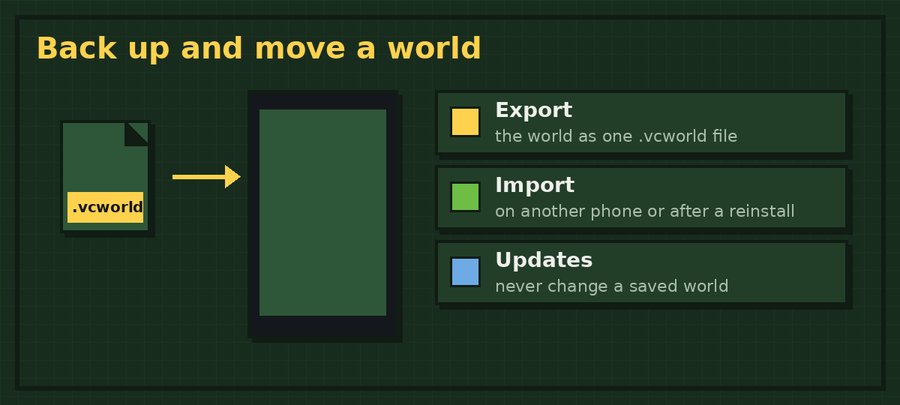 Back up and move a world
.vcworld
Export
the world as one .vcworld file
Import
on another phone or after a reinstall
Updates
never change a saved world